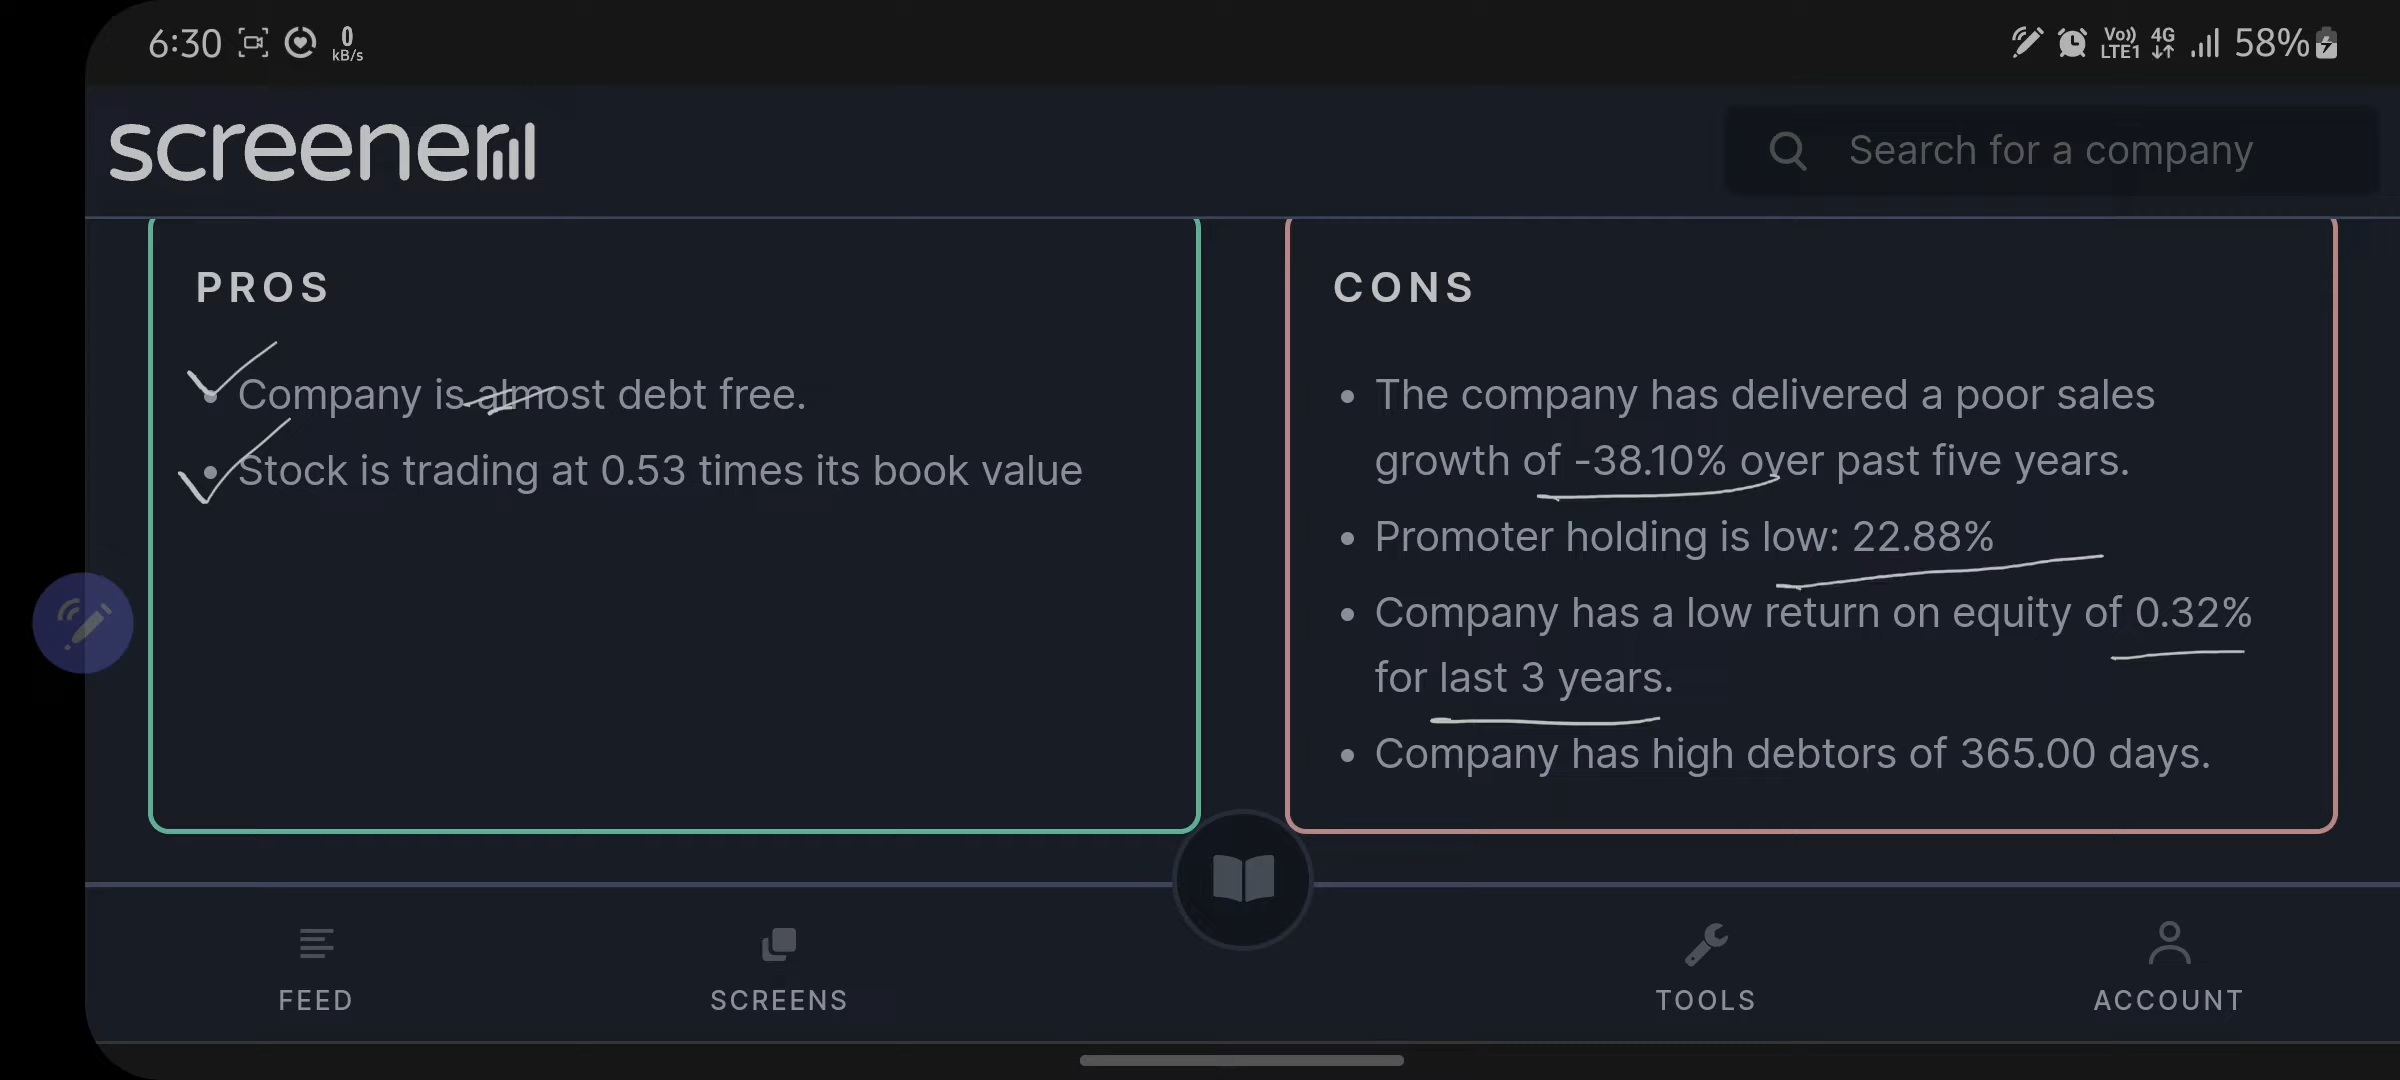 6:30 0 kB/s Vo)) LTE1 4G 58%
screener
Search for a company
PROS
Company is almost debt free.
Stock is trading at 0.53 times its book value
CONS
The company has delivered a poor sales
growth of -38.10% over past five years.
Promoter holding is low: 22.88%
Company has a low return on equity of 0.32%
for last 3 years.
Company has high debtors of 365.00 days.
FEED
SCREENS
TOOLS
ACCOUNT